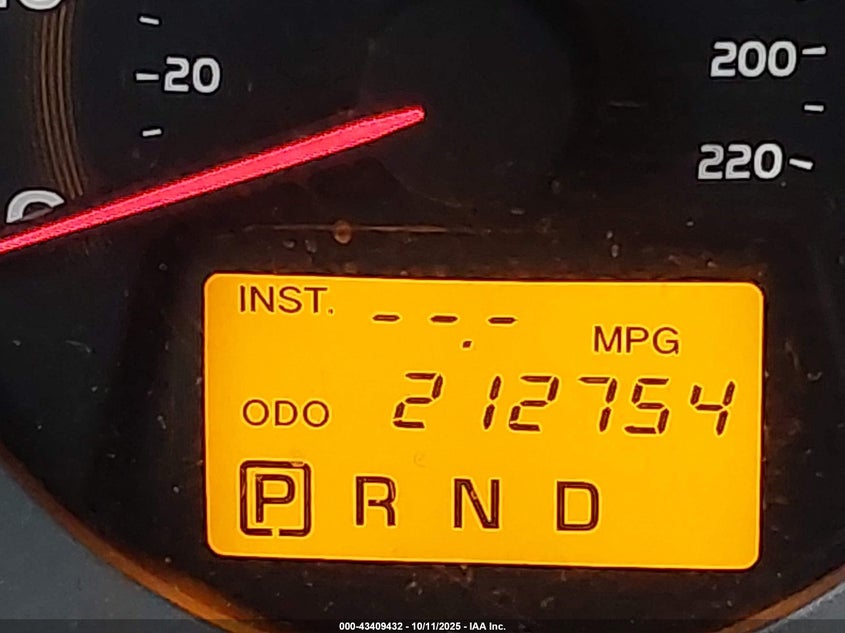 20
200
220
INST. --.- MPG
ODO 212754
P R N D
000-43409432 - 10/11/2025 - IAA Inc.